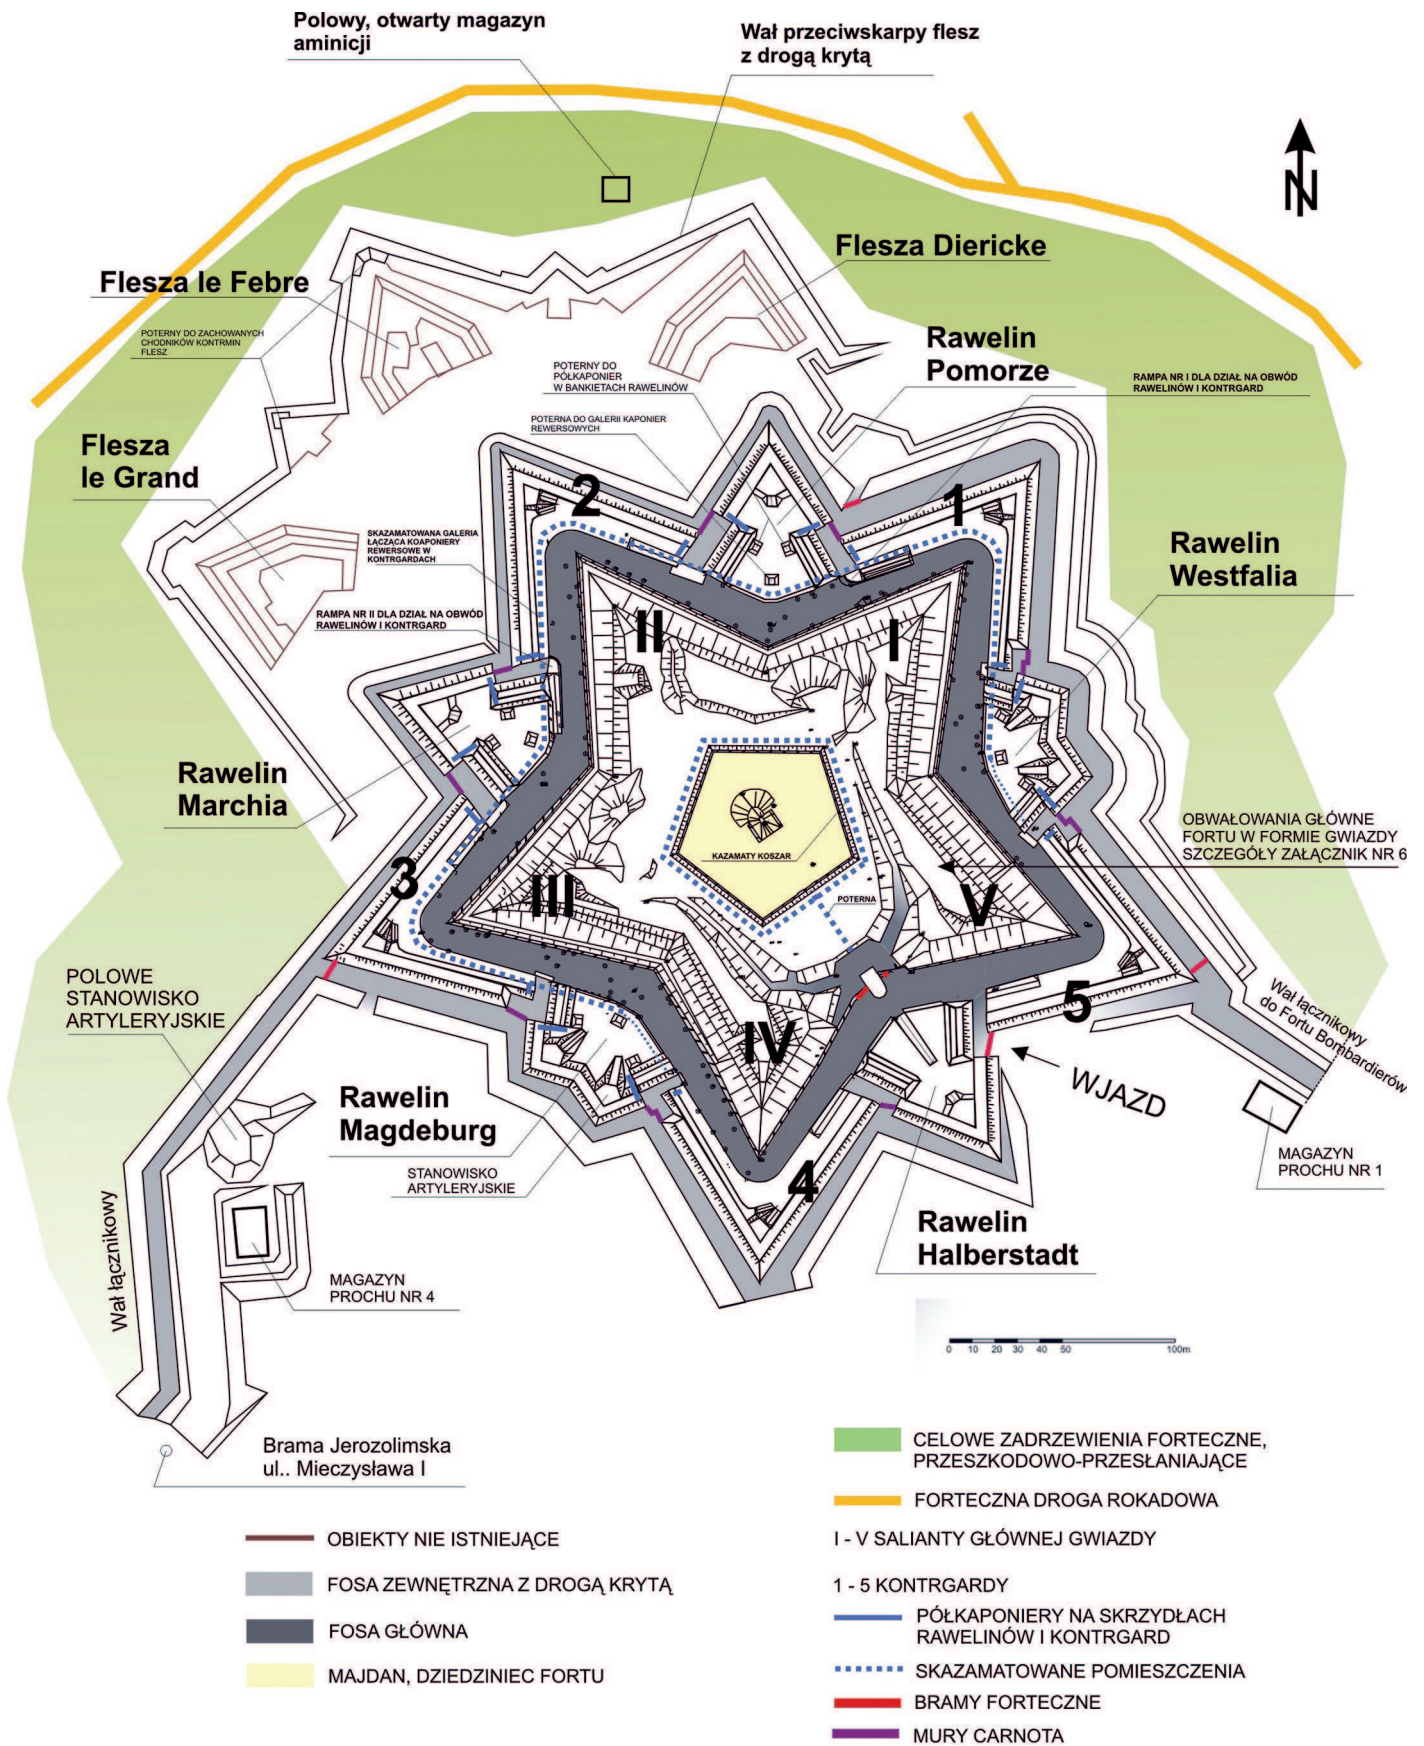 Polowy, otwarty magazyn
aminicji
Wał przeciwskarpy flesz
z drogą krytą
N
Flesza Diericke
Flesza le Febre
POTERNY DO ZACHOWANYCH
CHODNIKÓW KONTRMIN
FLESZ
Rawelin
Pomorze
POTERNY DO
PÓŁKAPONIER
W BANKIETACH RAWELINÓW
RAMPA NR I DLA DZIAŁ NA OBWÓD
RAWELINÓW I KONTRGARD
POTERNA DO GALERII KAPONIER
REWERSOWYCH
Flesza
le Grand
2
1
SKAZAMATOWANA GALERIA
ŁĄCZĄCA KOAPONIERY
REWERSOWE W
KONTRGARDACH
Rawelin
Westfalia
RAMPA NR II DLA DZIAŁ NA OBWÓD
RAWELINÓW I KONTRGARD
II
I
Rawelin
Marchia
OBWAŁOWANIA GŁÓWNE
FORTU W FORMIE GWIAZDY
SZCZEGÓŁY ZAŁĄCZNIK NR 6
KAZAMATY KOSZAR
3
III
V
POTERNA
POLOWE
STANOWISKO
ARTYLERYJSKIE
5
Wał łącznikowy
do Fortu Bombardierów
IV
WJAZD
Rawelin
Magdeburg
STANOWISKO
ARTYLERYJSKIE
4
MAGAZYN
PROCHU NR 1
Rawelin
Halberstadt
Wał łącznikowy
MAGAZYN
PROCHU NR 4
0 10 20 30 40 50 100m
Brama Jerozolimska
ul.. Mieczysława I
CELOWE ZADRZEWIENIA FORTECZNE,
PRZESZKODOWO-PRZESŁANIAJĄCE
FORTECZNA DROGA ROKADOWA
OBIEKTY NIE ISTNIEJĄCE
I - V SALIANTY GŁÓWNEJ GWIAZDY
FOSA ZEWNĘTRZNA Z DROGĄ KRYTĄ
1 - 5 KONTRGARDY
PÓŁKAPONIERY NA SKRZYDŁACH
RAWELINÓW I KONTRGARD
FOSA GŁÓWNA
SKAZAMATOWANE POMIESZCZENIA
MAJDAN, DZIEDZINIEC FORTU
BRAMY FORTECZNE
MURY CARNOTA